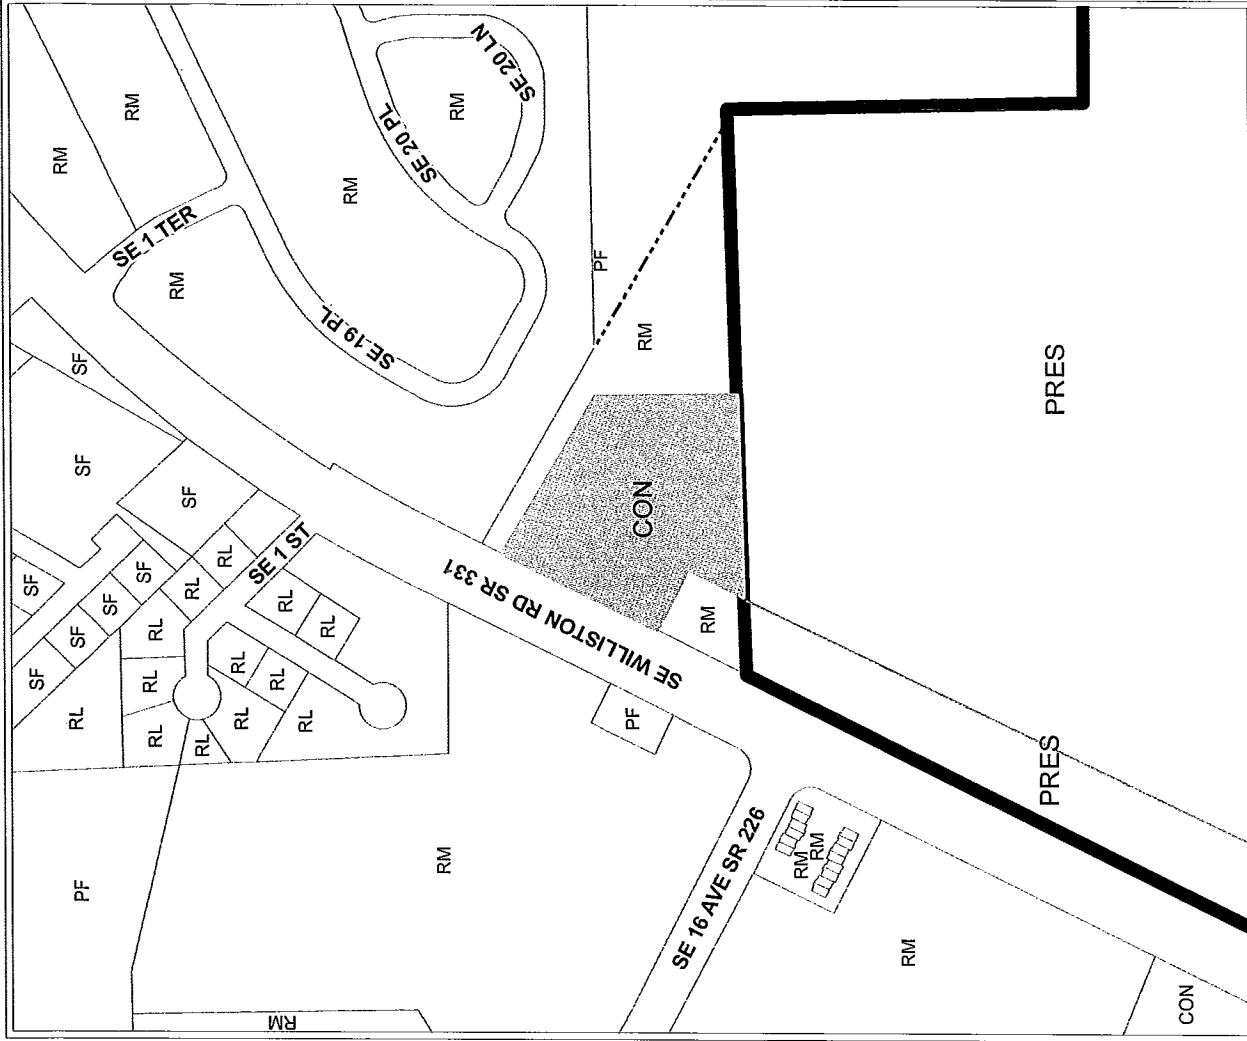 RM
RM
SE 1 TER
RM
RM
SE 20 PL
RM
SE 20 LN
SE 19 PL
SF
SF
SF
SF
SF
SF
SF
SF
RL
RL
SE 1 ST
RL
RL
RL
RL
RL
RL
RL
RL
RL
RL
RL
PF
RM
PF
RM
CON
SE WILLISTON RD SR 331
RM
PF
PRES
PRES
RM
SE 16 AVE SR 226
RM
RM
RM
CON